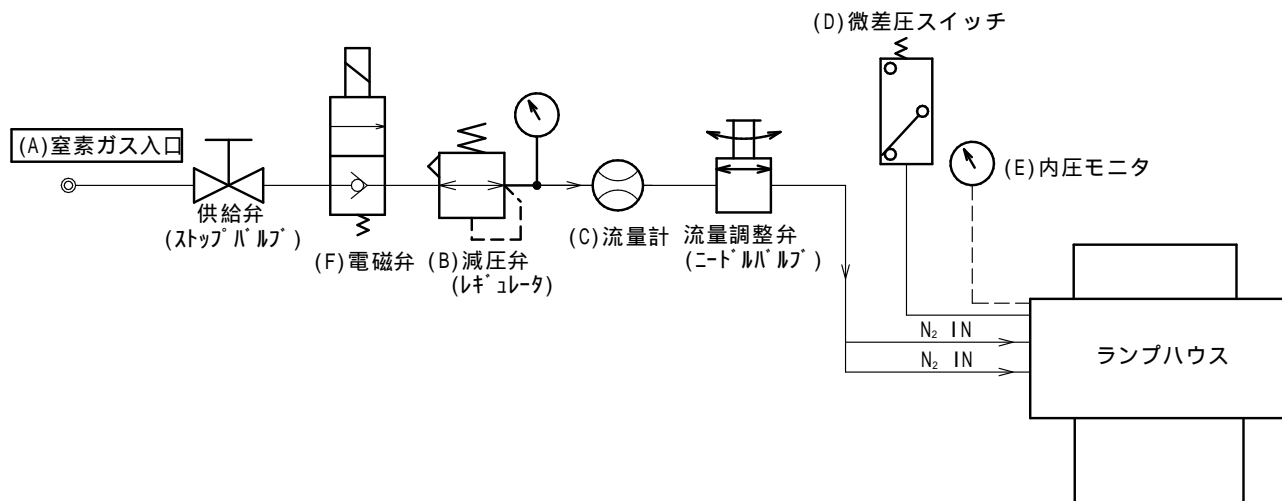 (D)微差圧スイッチ
(A)窒素ガス入口
(E)内圧モニタ
供給弁
(ｽﾄｯﾌﾟﾊﾞﾙﾌﾞ)
(F)電磁弁
(B)減圧弁
(ﾚｷﾞｭﾚｰﾀ)
(C)流量計
流量調整弁
(ﾆｰﾄﾞﾙﾊﾞﾙﾌﾞ)
N₂ IN
N₂ IN
ランプハウス